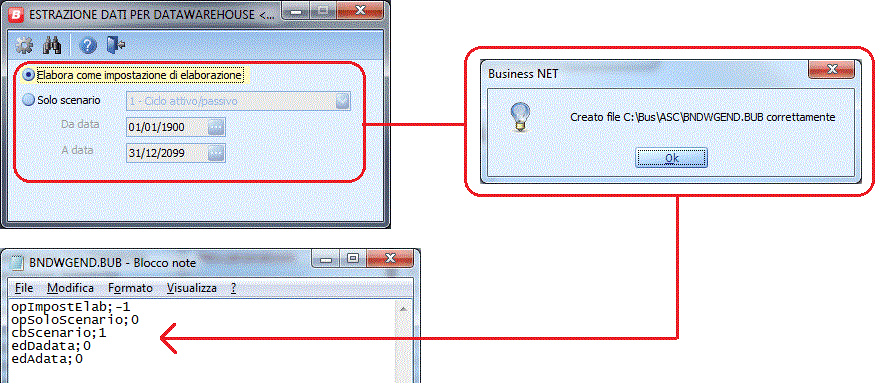 B ESTRAZIONE DATI PER DATAWAREHOUSE <...
Elabora come impostazione di elaborazione
Solo scenario
1 - Ciclo attivo/passivo
Da data
01/01/1900
A data
31/12/2099
Business NET
Creato file C:\Bus\ASC\BNDWGEND.BUB correttamente
Ok
BNDWGEND.BUB - Blocco note
File Modifica Formato Visualizza ?
opImpostElab;-1
opSoloScenario;0
cbScenario;1
edDadata;0
edAdata;0